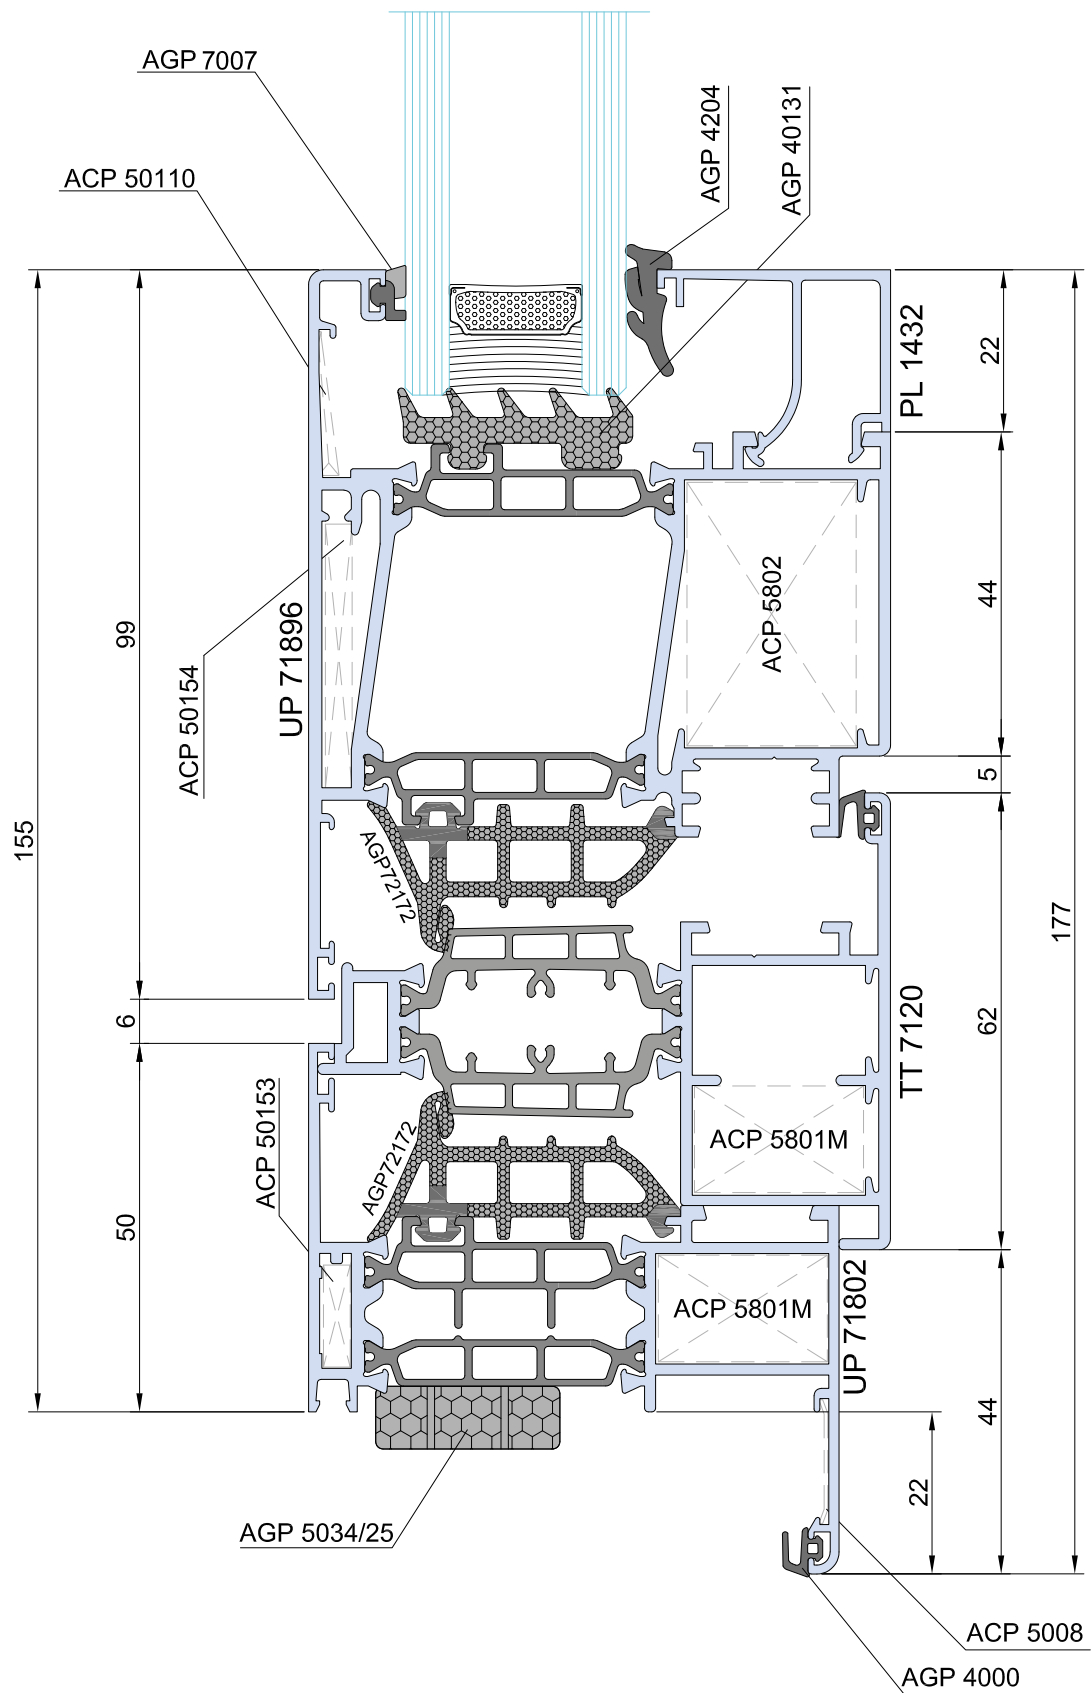 AGP 7007
ACP 50110
AGP 4204
AGP 40131
PL 1432
22
44
ACP 5802
99
UP 71896
ACP 50154
5
155
AGP72172
177
6
62
TT 7120
ACP 50153
ACP 5801M
AGP72172
50
ACP 5801M
UP 71802
44
22
AGP 5034/25
ACP 5008
AGP 4000